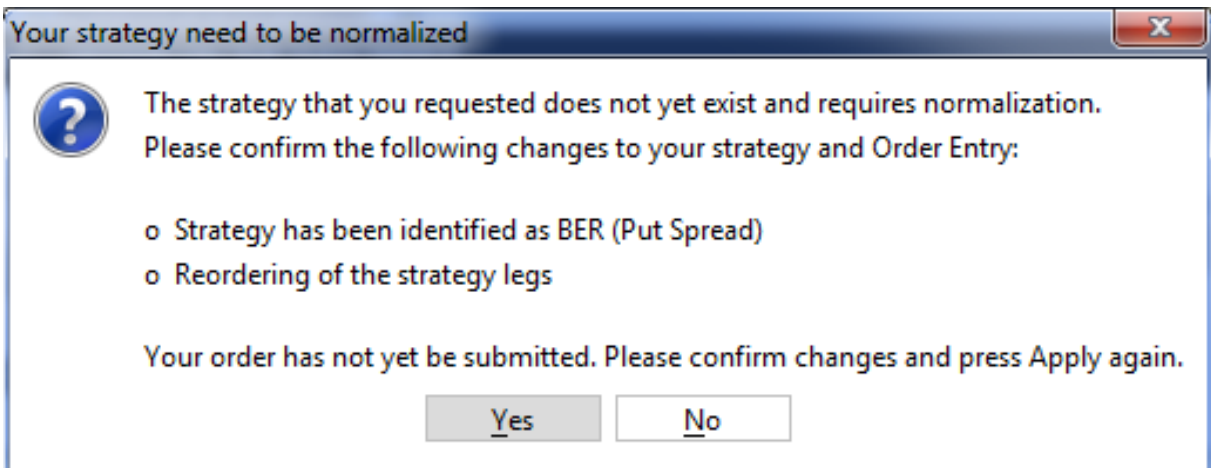 Your strategy need to be normalized
The strategy that you requested does not yet exist and requires normalization.
Please confirm the following changes to your strategy and Order Entry:
o Strategy has been identified as BER (Put Spread)
o Reordering of the strategy legs
Your order has not yet be submitted. Please confirm changes and press Apply again.
Yes
No